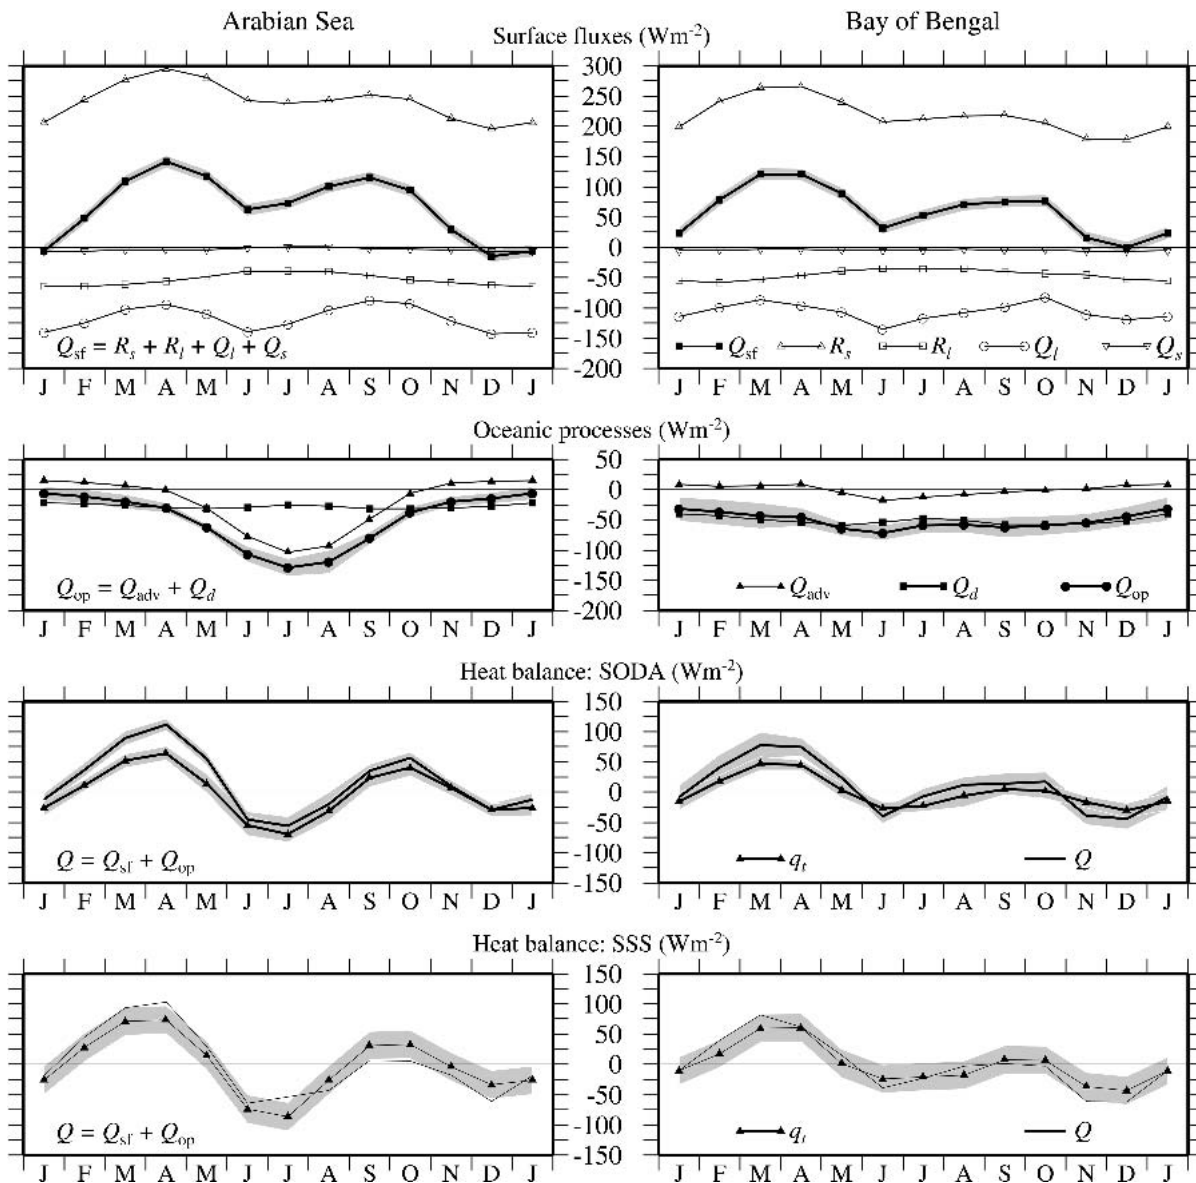 Arabian Sea
Bay of Bengal
Surface fluxes (Wm-2)
300
250
200
150
100
50
0
-50
-100
-150
-200
Qsf = Rs + Rl + Ql + Qs
Qsf Rs Rl Ql Qs
J F M A M J J A S O N D J
J F M A M J J A S O N D J
Oceanic processes (Wm-2)
50
0
-50
-100
-150
-200
Qop = Qadv + Qd
Qadv Qd Qop
J F M A M J J A S O N D J
J F M A M J J A S O N D J
Heat balance: SODA (Wm-2)
150
100
50
0
-50
-100
-150
Q = Qsf + Qop
qt Q
J F M A M J J A S O N D J
J F M A M J J A S O N D J
Heat balance: SSS (Wm-2)
150
100
50
0
-50
-100
-150
Q = Qsf + Qop
qt Q
J F M A M J J A S O N D J
J F M A M J J A S O N D J